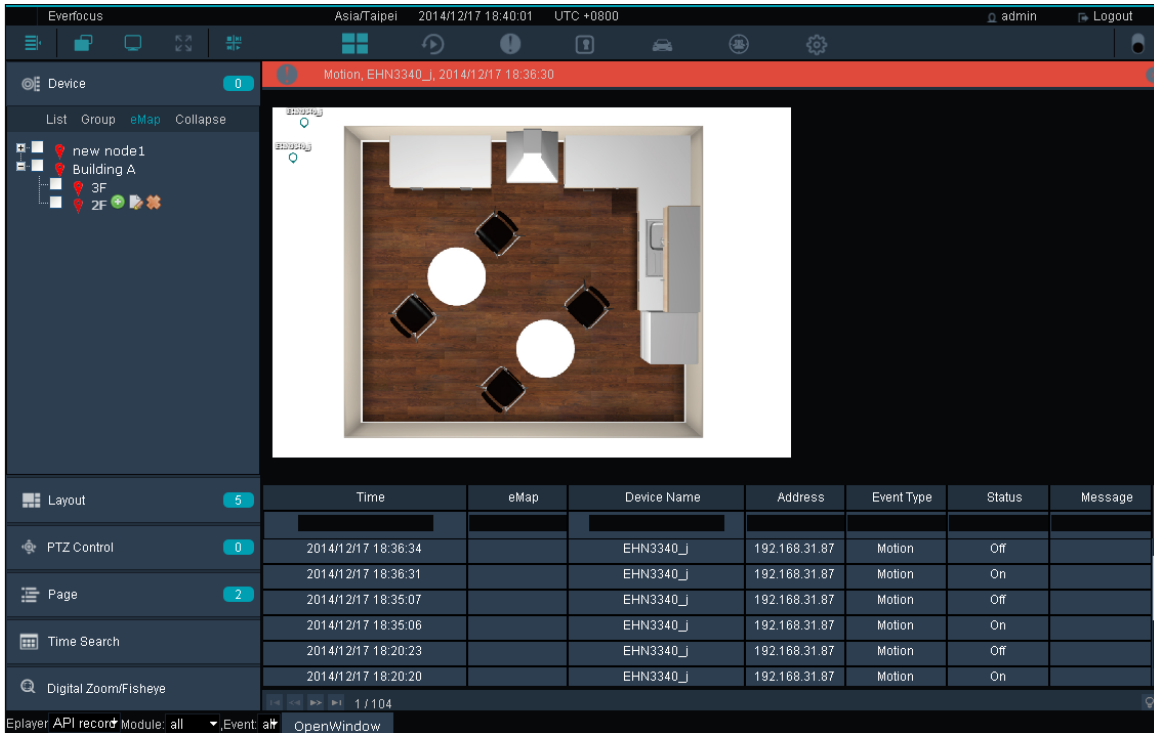 Everfocus Asia/Taipei 2014/12/17 18:40:01 UTC +0800 admin Logout
Device 0
Motion, EHN3340_j, 2014/12/17 18:36:30
List Group eMap Collapse
new node1
Building A
3F
2F
Layout 5
PTZ Control 0
Page 2
Time Search
Digital Zoom/Fisheye
Time eMap Device Name Address Event Type Status Message
2014/12/17 18:36:34 EHN3340_j 192.168.31.87 Motion Off
2014/12/17 18:36:31 EHN3340_j 192.168.31.87 Motion On
2014/12/17 18:35:07 EHN3340_j 192.168.31.87 Motion Off
2014/12/17 18:35:06 EHN3340_j 192.168.31.87 Motion On
2014/12/17 18:20:23 EHN3340_j 192.168.31.87 Motion Off
2014/12/17 18:20:20 EHN3340_j 192.168.31.87 Motion On
1 / 104
Eplayer API record Module: all ,Event: all OpenWindow